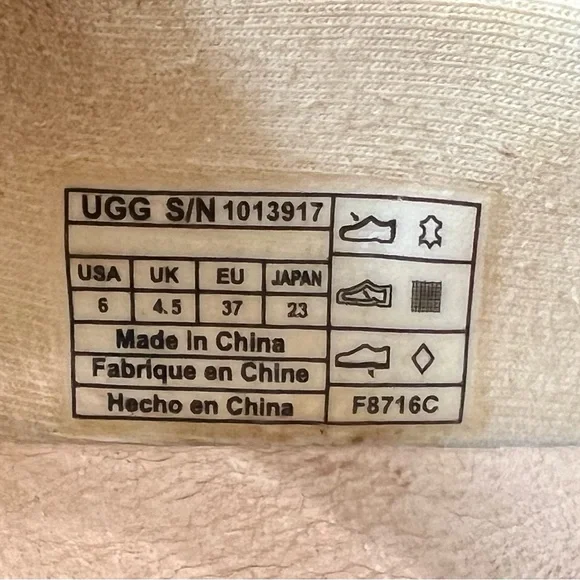 UGG S/N 1013917
USA UK EU JAPAN
6 4.5 37 23
Made in China
Fabrique en Chine
Hecho en China
F8716C